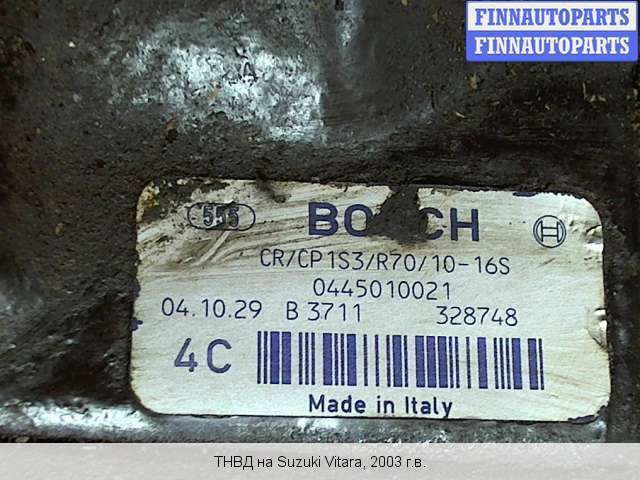 FINNAUTOPARTS
FINNAUTOPARTS
555 BOSCH
CR/CP1S3/R70/10-16S
0445010021
04.10.29 B 3711 328748
4C
Made in Italy
ТНВД на Suzuki Vitara, 2003 г.в.